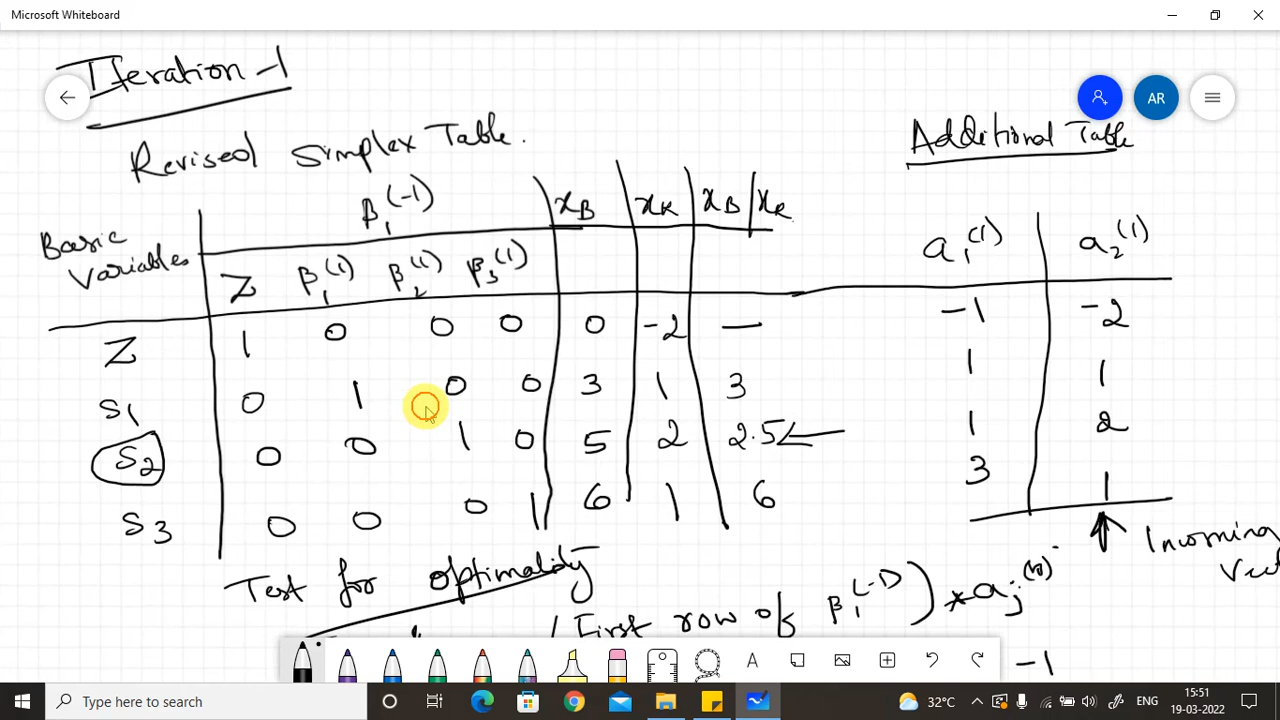 Microsoft Whiteboard
Iteration-1
AR
Revised Simplex Table.
Additional Table
β₁⁽⁻¹⁾ | xB | xK | xB/xK
Basic Variables | Z β₁⁽¹⁾ β₂⁽¹⁾ β₃⁽¹⁾
a₁⁽¹⁾ | a₂⁽¹⁾
Z | 1 0 0 0 | 0 | -2 | —
-1 | -2
S1 | 0 1 0 0 | 3 | 1 | 3
1 | 1
S2 | 0 0 1 0 | 5 | 2 | 2.5 ←
1 | 2
S3 | 0 0 0 1 | 6 | 1 | 6
3 | 1
↑ Incoming
Test for optimality
First row of β₁⁽⁻¹⁾) * aj
-1
Type here to search
32°C
ENG
15:51
19-03-2022